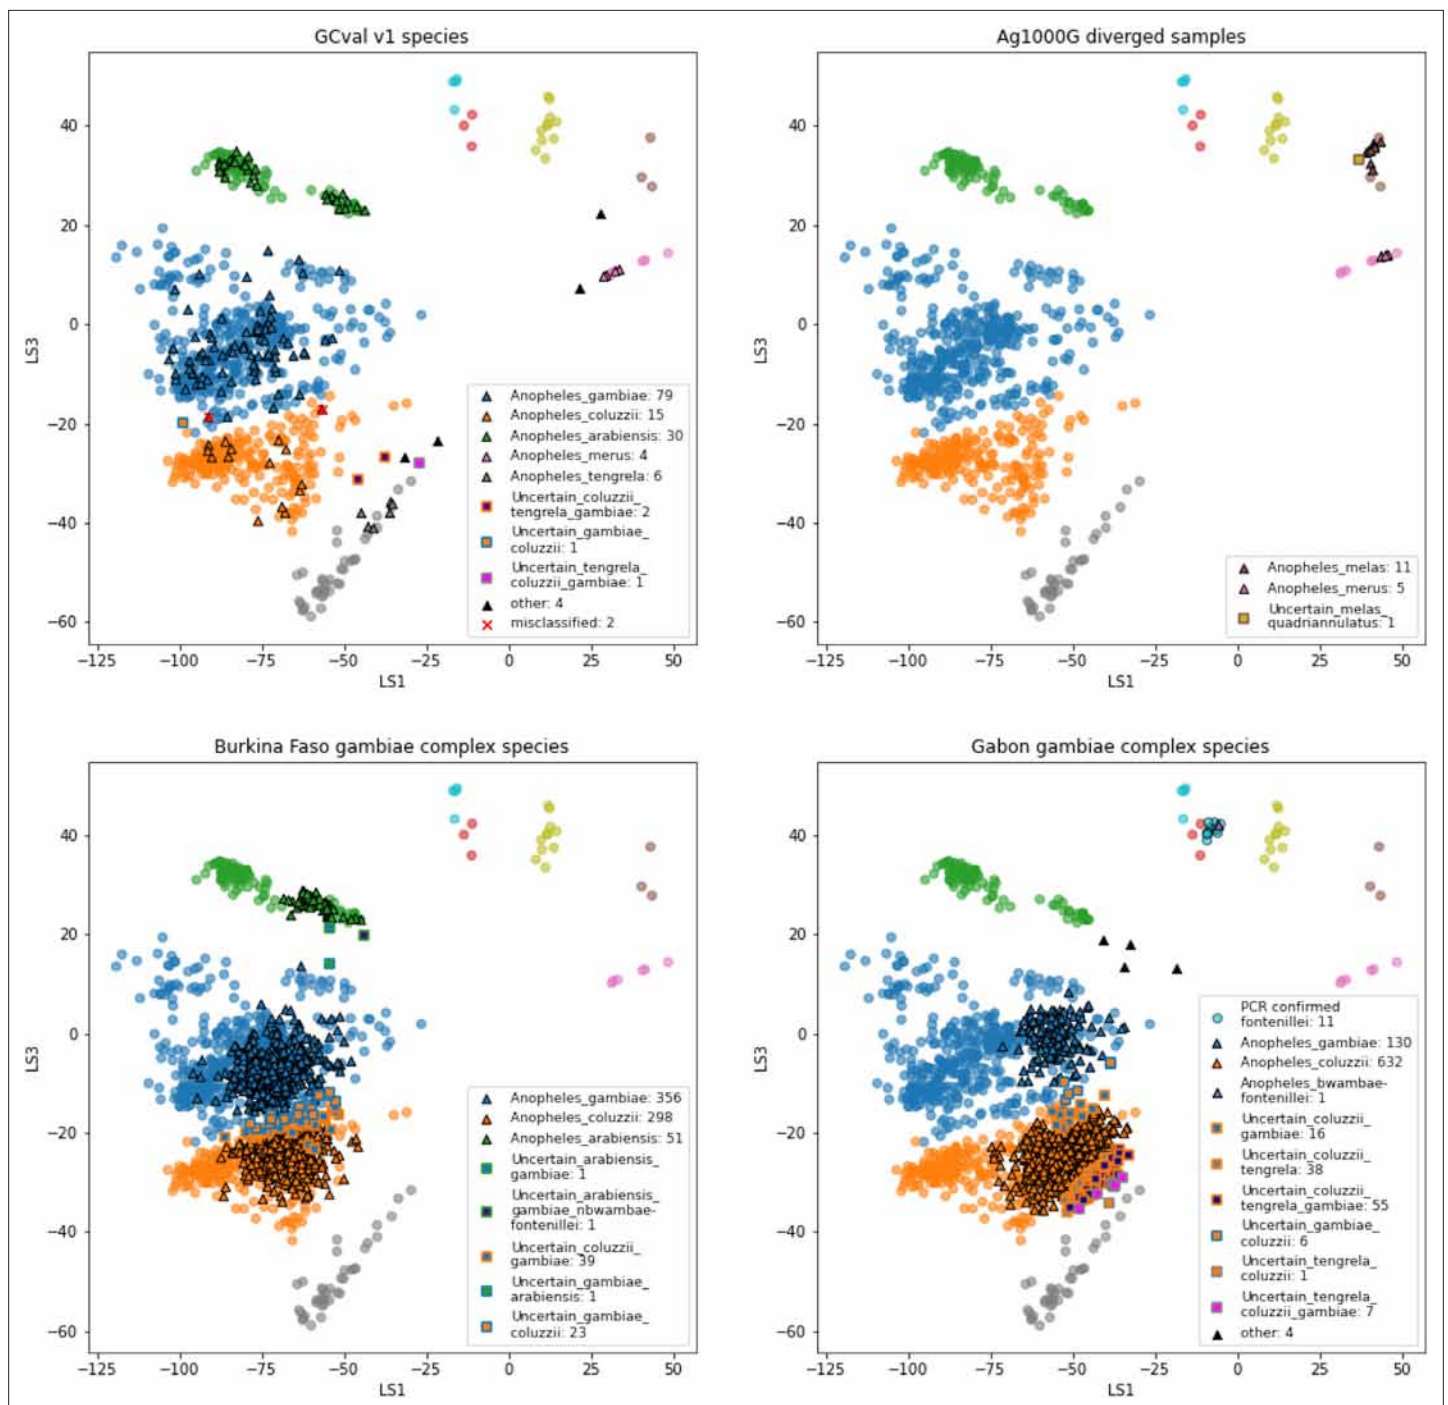 GCval v1 species
40
20
0
−20
−40
−60
LS3
−125
−100
−75
−50
−25
0
25
50
LS1
Anopheles_gambiae: 79
Anopheles_coluzzii: 15
Anopheles_arabiensis: 30
Anopheles_merus: 4
Anopheles_tengrela: 6
Uncertain_coluzzii_
tengrela_gambiae: 2
Uncertain_gambiae_
coluzzii: 1
Uncertain_tengrela_
coluzzii_gambiae: 1
other: 4
misclassified: 2
Ag1000G diverged samples
40
20
0
−20
−40
−60
LS3
−125
−100
−75
−50
−25
0
25
50
LS1
Anopheles_melas: 11
Anopheles_merus: 5
Uncertain_melas_
quadriannulatus: 1
Burkina Faso gambiae complex species
40
20
0
−20
−40
−60
LS3
−125
−100
−75
−50
−25
0
25
50
LS1
Anopheles_gambiae: 356
Anopheles_coluzzii: 298
Anopheles_arabiensis: 51
Uncertain_arabiensis_
gambiae: 1
Uncertain_arabiensis_
gambiae_nbwambae-
fontenillei: 1
Uncertain_coluzzii_
gambiae: 39
Uncertain_gambiae_
arabiensis: 1
Uncertain_gambiae_
coluzzii: 23
Gabon gambiae complex species
40
20
0
−20
−40
−60
LS3
−125
−100
−75
−50
−25
0
25
50
LS1
PCR confirmed
fontenillei: 11
Anopheles_gambiae: 130
Anopheles_coluzzii: 632
Anopheles_bwambae-
fontenillei: 1
Uncertain_coluzzii_
gambiae: 16
Uncertain_coluzzii_
tengrela: 38
Uncertain_coluzzii_
tengrela_gambiae: 55
Uncertain_gambiae_
coluzzii: 6
Uncertain_tengrela_
coluzzii: 1
Uncertain_tengrela_
coluzzii_gambiae: 7
other: 4